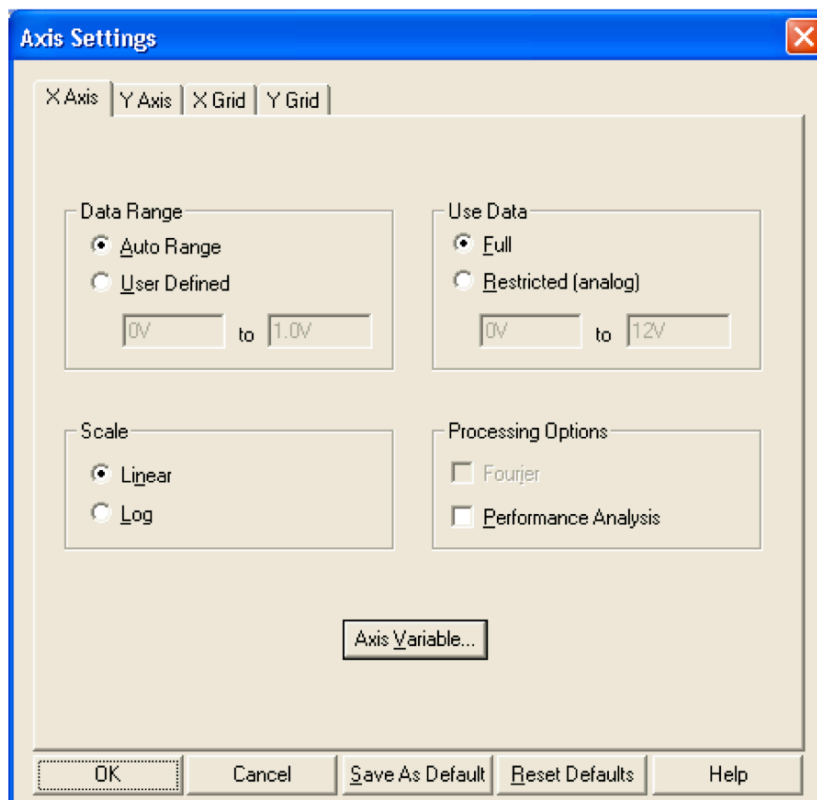 Axis Settings
X Axis
Y Axis
X Grid
Y Grid
Data Range
Auto Range
User Defined
0V to 1.0V
Use Data
Full
Restricted (analog)
0V to 12V
Scale
Linear
Log
Processing Options
Fourier
Performance Analysis
Axis Variable...
OK
Cancel
Save As Default
Reset Defaults
Help